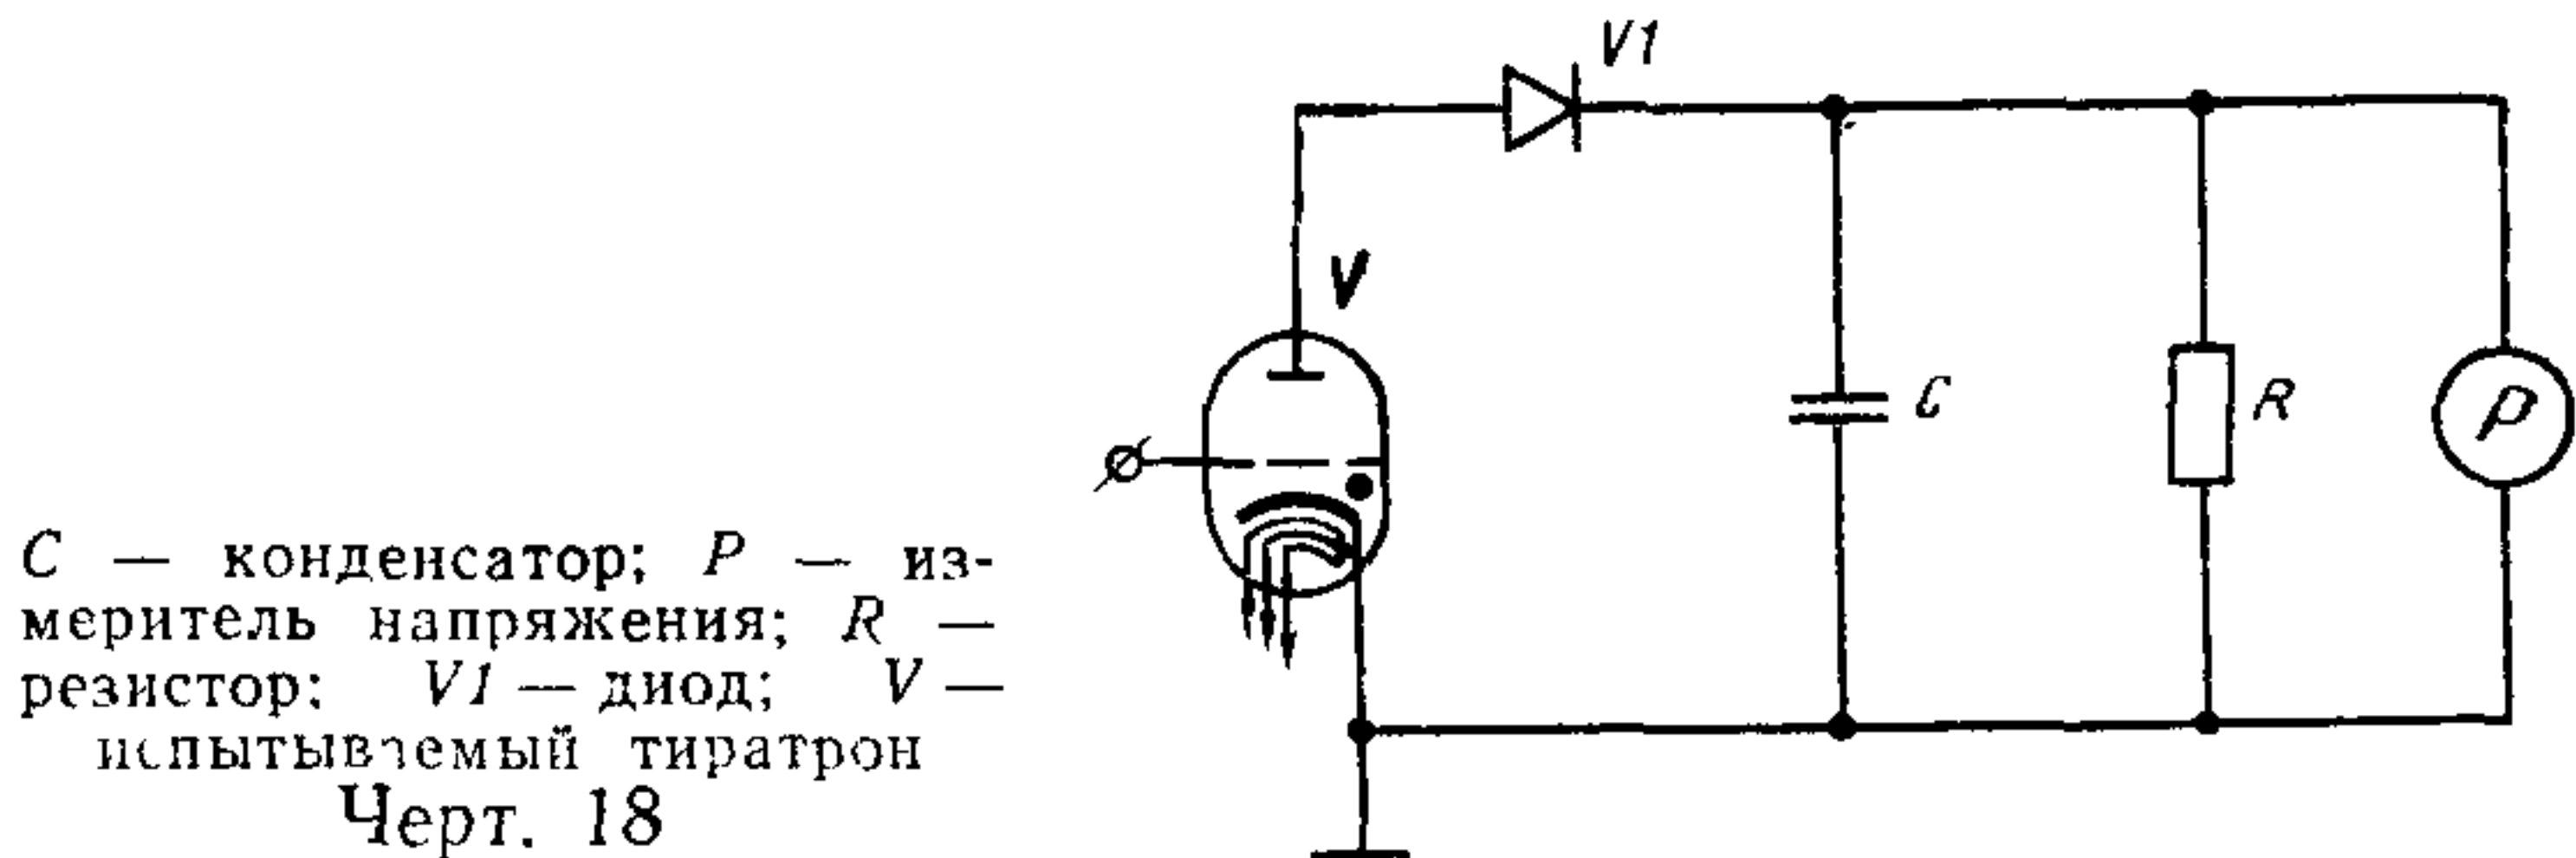 V1
V
C
R
P
C — конденсатор; P — из-
меритель напряжения; R —
резистор; V1 — диод; V —
испытываемый тиратрон
Черт. 18